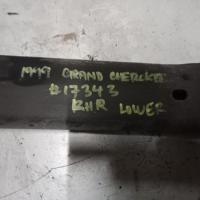 1999 GRAND CHEROKEE
#17343
RHR LOWER